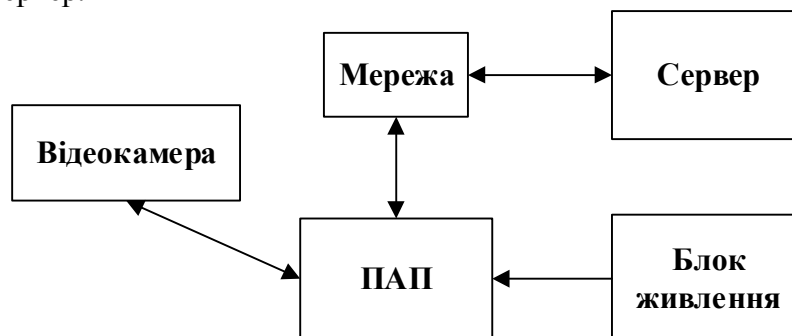 Мережа
Сервер
Відеокамера
ПАП
Блок
живлення